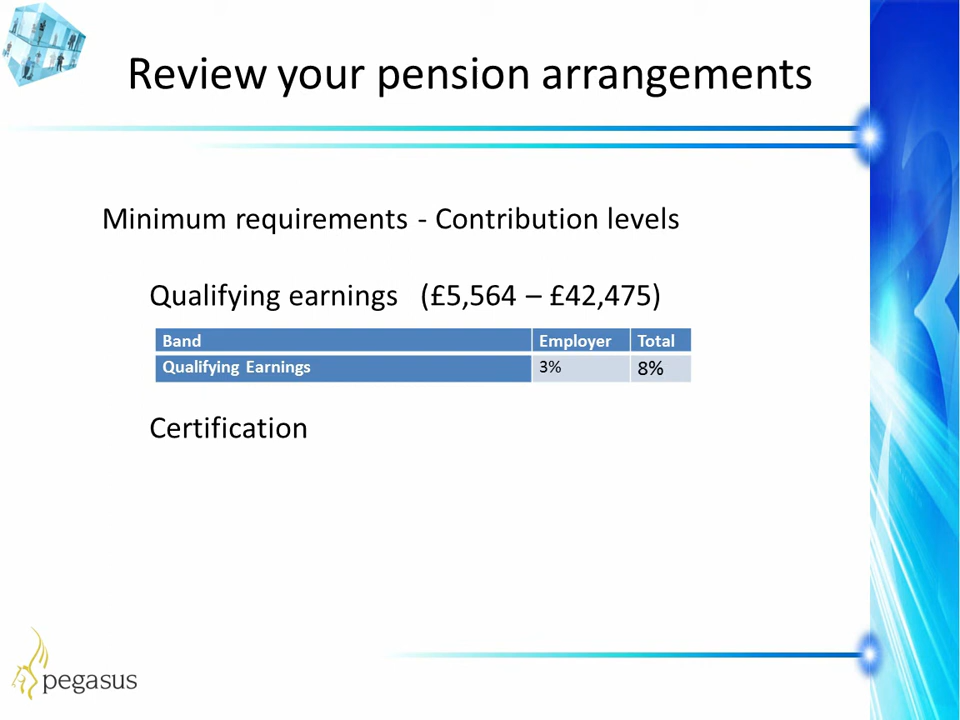 Review your pension arrangements
Minimum requirements - Contribution levels
Qualifying earnings (£5,564 – £42,475)
Band Employer Total
Qualifying Earnings 3% 8%
Certification
pegasus